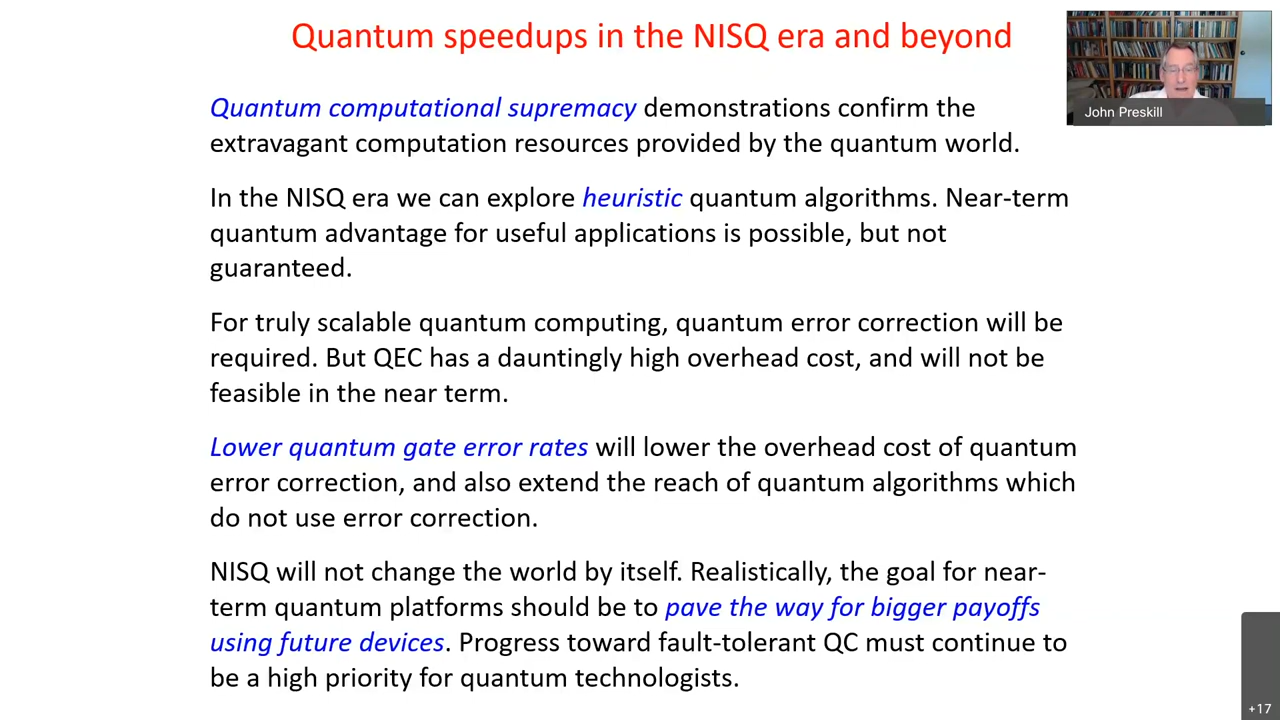 Quantum speedups in the NISQ era and beyond
John Preskill
Quantum computational supremacy demonstrations confirm the
extravagant computation resources provided by the quantum world.
In the NISQ era we can explore heuristic quantum algorithms. Near-term
quantum advantage for useful applications is possible, but not
guaranteed.
For truly scalable quantum computing, quantum error correction will be
required. But QEC has a dauntingly high overhead cost, and will not be
feasible in the near term.
Lower quantum gate error rates will lower the overhead cost of quantum
error correction, and also extend the reach of quantum algorithms which
do not use error correction.
NISQ will not change the world by itself. Realistically, the goal for near-
term quantum platforms should be to pave the way for bigger payoffs
using future devices. Progress toward fault-tolerant QC must continue to
be a high priority for quantum technologists.
+17